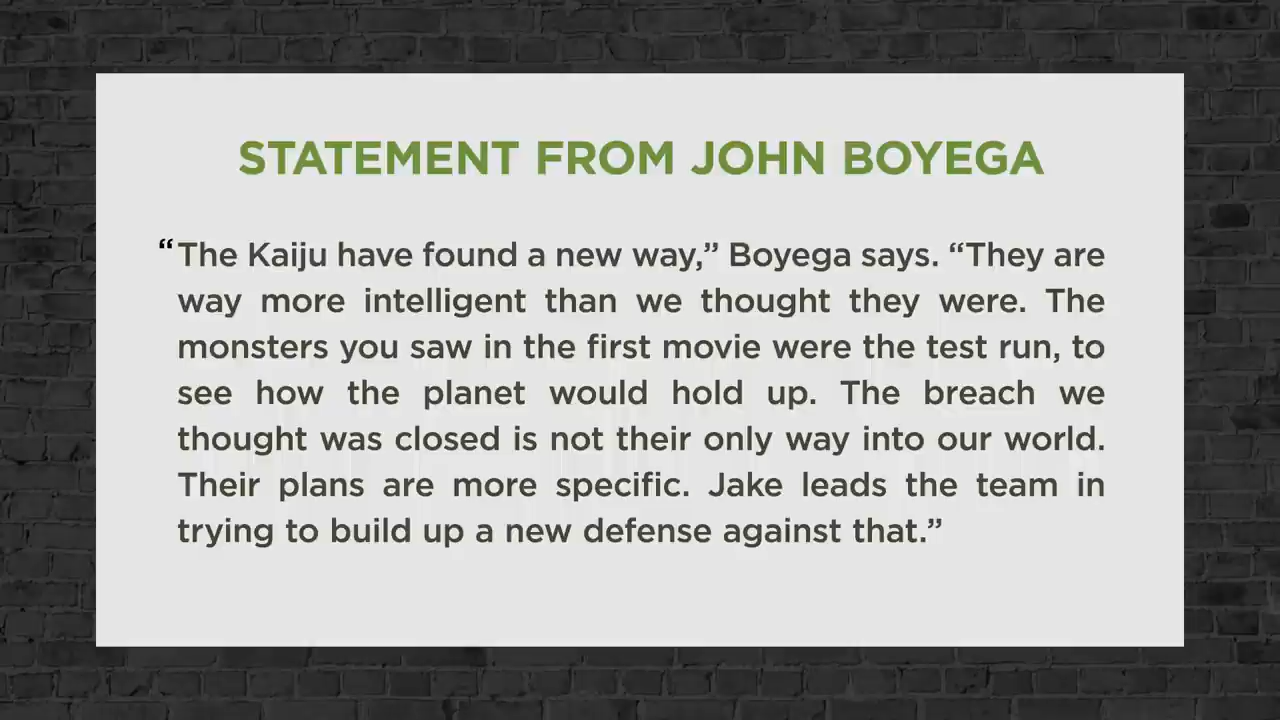 STATEMENT FROM JOHN BOYEGA
“The Kaiju have found a new way,” Boyega says. “They are
way more intelligent than we thought they were. The
monsters you saw in the first movie were the test run, to
see how the planet would hold up. The breach we
thought was closed is not their only way into our world.
Their plans are more specific. Jake leads the team in
trying to build up a new defense against that.”